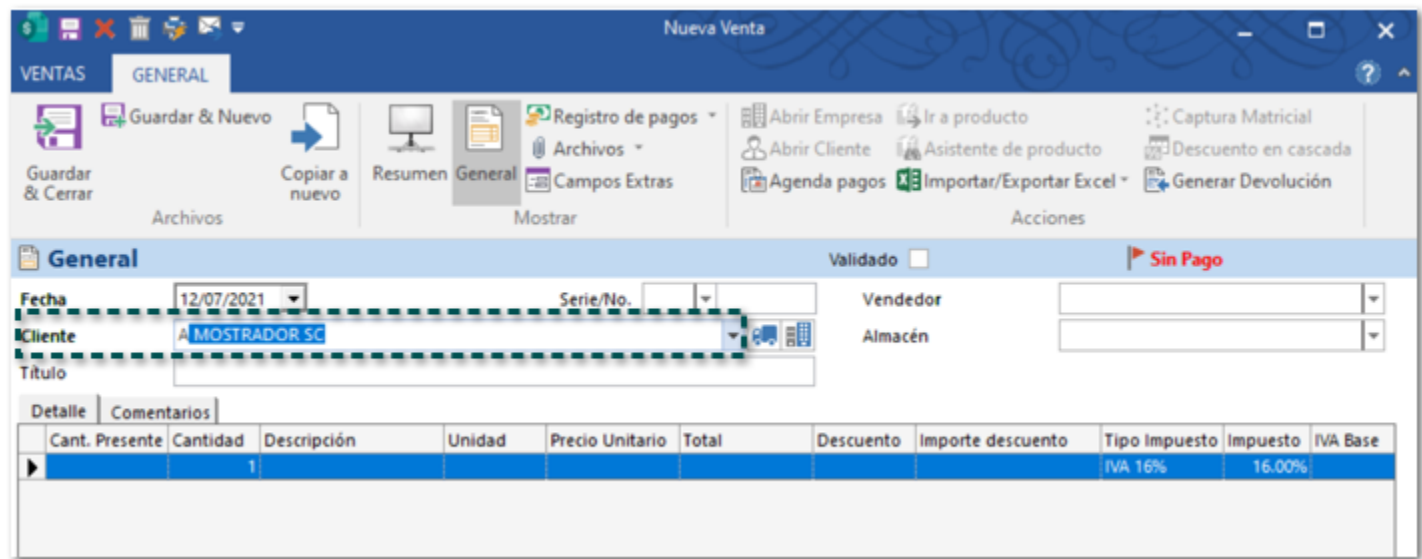 Nueva Venta
VENTAS GENERAL
Guardar & Cerrar
Guardar & Nuevo
Copiar a nuevo
Archivos
Resumen
General
Registro de pagos
Archivos
Campos Extras
Mostrar
Abrir Empresa
Abrir Cliente
Agenda pagos
Ir a producto
Asistente de producto
Importar/Exportar Excel
Captura Matricial
Descuento en cascada
Generar Devolución
Acciones
General Validado Sin Pago
Fecha 12/07/2021 Serie/No. Vendedor
Cliente A MOSTRADOR SC Almacén
Título
Detalle Comentarios
Cant. Presente Cantidad Descripción Unidad Precio Unitario Total Descuento Importe descuento Tipo Impuesto Impuesto IVA Base
1 IVA 16% 16.00%